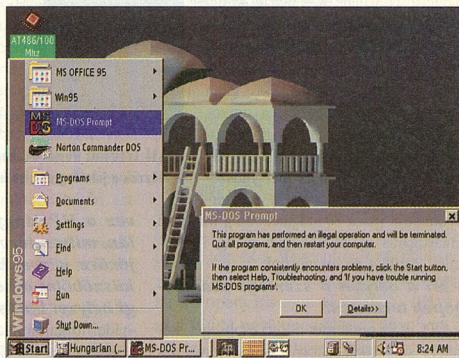 AT486/100
Mhz
MS OFFICE 95
Win95
MS-DOS Prompt
Norton Commander DOS
Programs
Documents
Settings
Find
Help
Run
Shut Down...
Windows95
MS-DOS Prompt
This program has performed an illegal operation and will be terminated.
Quit all programs, and then restart your computer.
If the program consistently encounters problems, click the Start button,
then select Help, Troubleshooting, and 'If you have trouble running
MS-DOS programs'.
OK
Details>>
Start
Hungarian (...
MS-DOS Pr...
8:24 AM